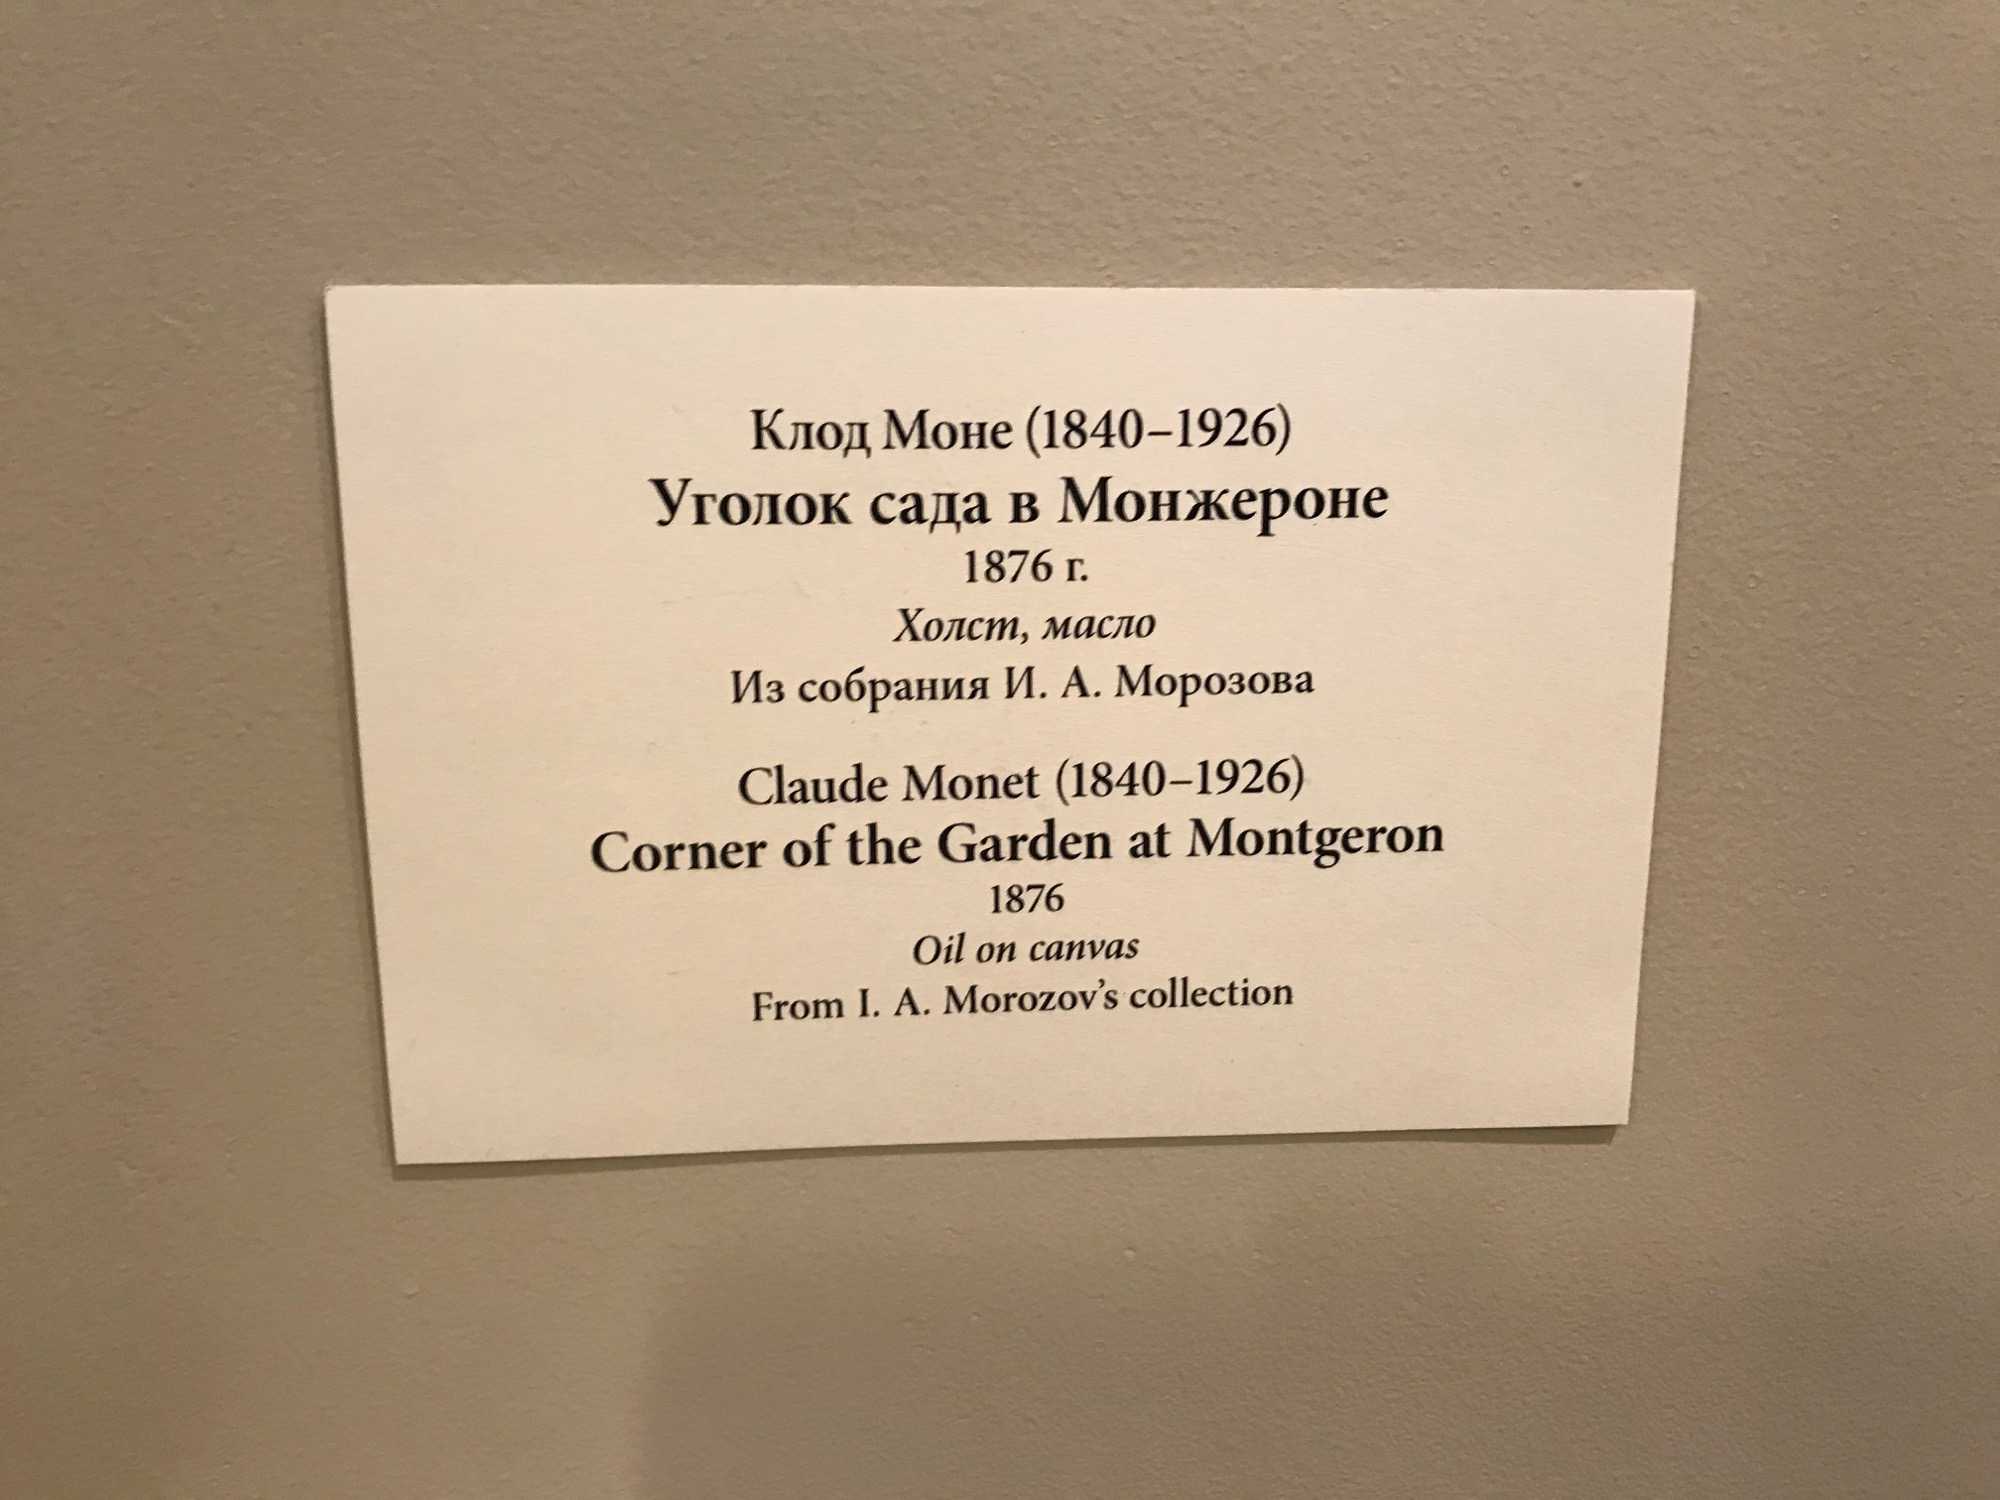 Клод Моне (1840–1926)
Уголок сада в Монжероне
1876 г.
Холст, масло
Из собрания И. А. Морозова
Claude Monet (1840–1926)
Corner of the Garden at Montgeron
1876
Oil on canvas
From I. A. Morozov’s collection